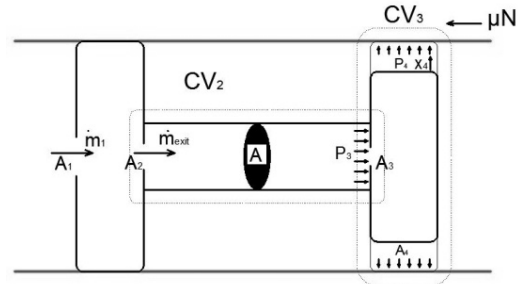 CV₃
μN
CV₂
P₄ X₄
ṁ₁
A₁
A₂
ṁexit
A
P₃
A₃
A₄